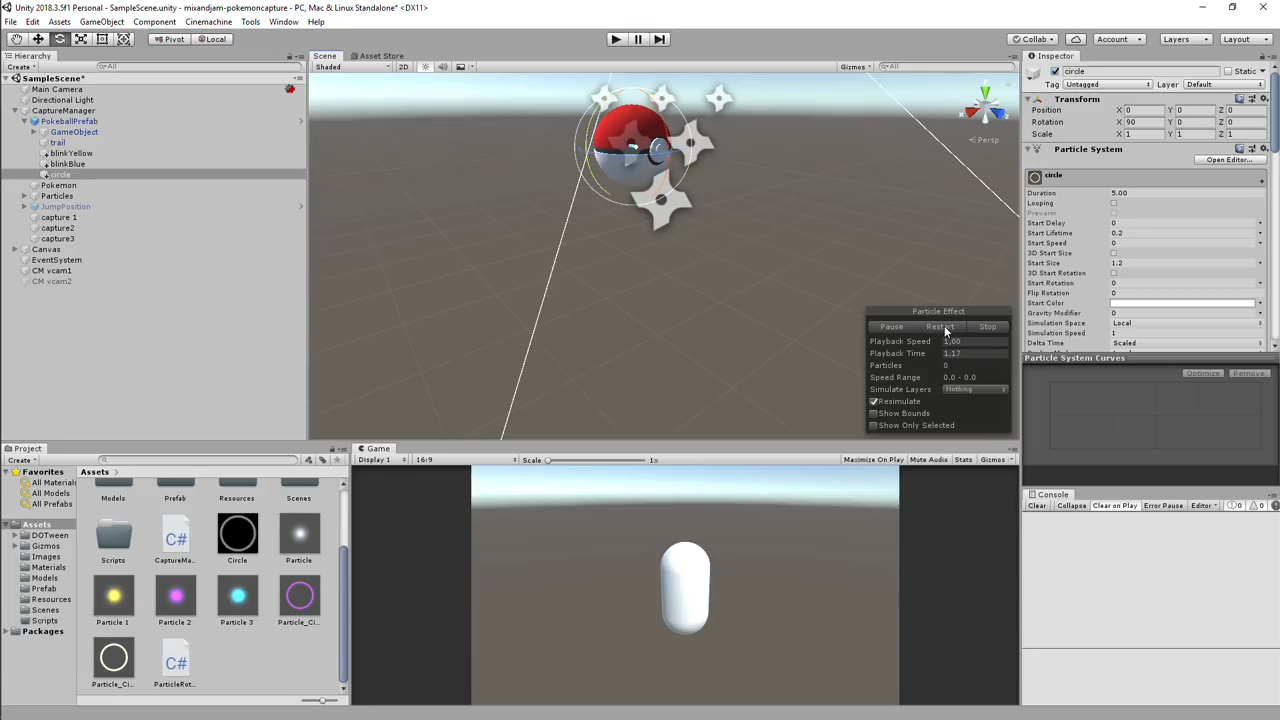 Unity 2018.3.5f1 Personal - SampleScene.unity - mixandjam-pokemoncapture - PC, Mac & Linux Standalone* <DX11>
File Edit Assets GameObject Component Cinemachine Tools Window Help
Pivot Local Collab Account Layers Layout
Hierarchy
Create All
SampleScene*
Main Camera
Directional Light
CaptureManager
PokeballPrefab
GameObject
trail
blinkYellow
blinkBlue
circle
Pokemon
Particles
JumpPosition
capture 1
capture2
capture3
Canvas
EventSystem
CM vcam1
CM vcam2
Scene Asset Store
Shaded 2D Gizmos All
Persp
Particle Effect
Pause Restart Stop
Playback Speed 1,00
Playback Time 1,17
Particles 0
Speed Range 0.0 - 0.0
Simulate Layers Nothing
Resimulate
Show Bounds
Show Only Selected
Inspector
circle Static
Tag Untagged Layer Default
Transform
Position X 0 Y 0 Z 0
Rotation X 90 Y 0 Z 0
Scale X 1 Y 1 Z 1
Particle System
Open Editor...
circle
Duration 5.00
Looping
Prewarm
Start Delay 0
Start Lifetime 0.2
Start Speed 0
3D Start Size
Start Size 1.2
3D Start Rotation
Start Rotation 0
Flip Rotation 0
Start Color
Gravity Modifier 0
Simulation Space Local
Simulation Speed 1
Delta Time Scaled
Particle System Curves
Optimize Remove
Project
Create
Favorites
All Materials
All Models
All Prefabs
Assets
DOTween
Gizmos
Images
Materials
Models
Prefab
Resources
Scenes
Scripts
Packages
Assets
Models Prefab Resources Scenes
Scripts CaptureMa... Circle Particle
Particle 1 Particle 2 Particle 3 Particle_Ci...
Particle_Ci... ParticleRot...
Game
Display 1 16:9 Scale 1x Maximize On Play Mute Audio Stats Gizmos
Console
Clear Collapse Clear on Play Error Pause Editor 0 0